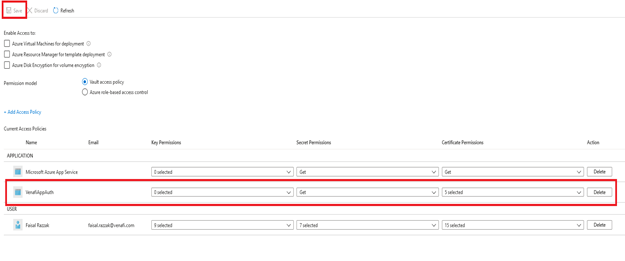 Save Discard Refresh
Enable Access to:
Azure Virtual Machines for deployment
Azure Resource Manager for template deployment
Azure Disk Encryption for volume encryption
Permission model
Vault access policy
Azure role-based access control
+ Add Access Policy
Current Access Policies
Name Email Key Permissions Secret Permissions Certificate Permissions Action
APPLICATION
Microsoft Azure App Service 0 selected Get Get Delete
VenafiAppAuth 0 selected Get 5 selected Delete
USER
Faisal Razzak faisal.razzak@venafi.com 9 selected 7 selected 15 selected Delete